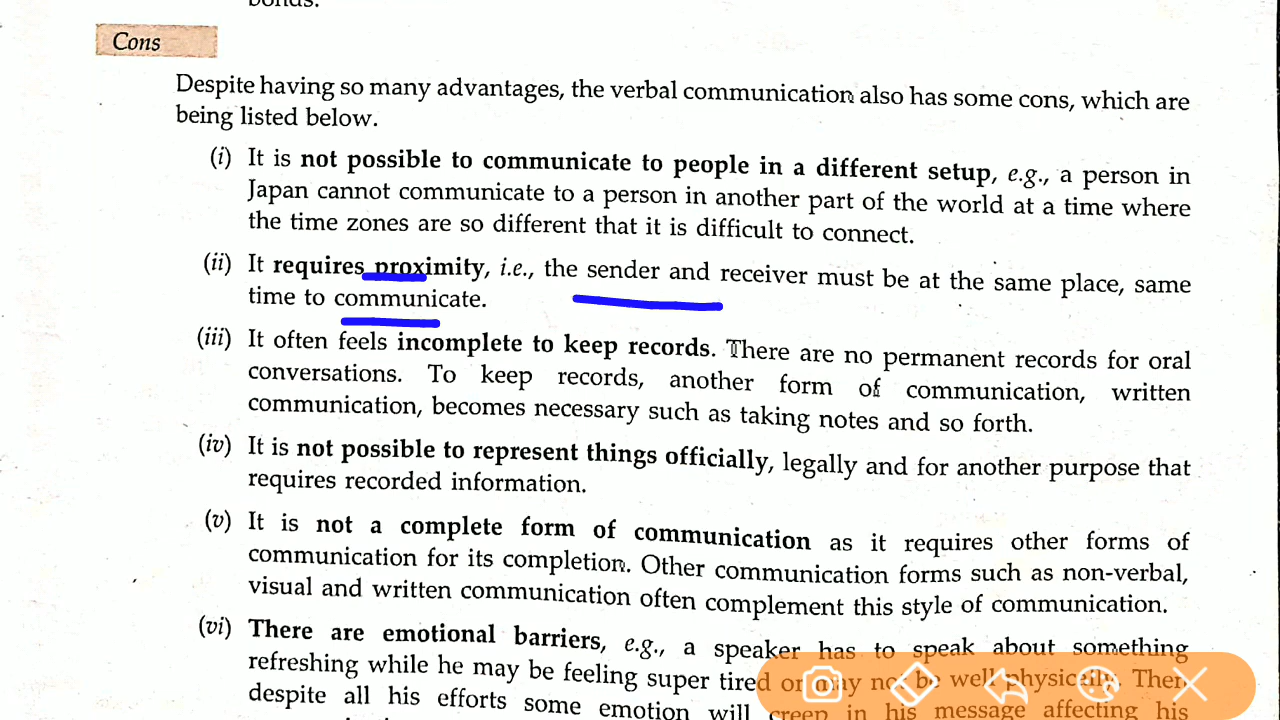 bonds.
Cons
Despite having so many advantages, the verbal communication also has some cons, which are
being listed below.
(i) It is not possible to communicate to people in a different setup, e.g., a person in
Japan cannot communicate to a person in another part of the world at a time where
the time zones are so different that it is difficult to connect.
(ii) It requires proximity, i.e., the sender and receiver must be at the same place, same
time to communicate.
(iii) It often feels incomplete to keep records. There are no permanent records for oral
conversations. To keep records, another form of communication, written
communication, becomes necessary such as taking notes and so forth.
(iv) It is not possible to represent things officially, legally and for another purpose that
requires recorded information.
(v) It is not a complete form of communication as it requires other forms of
communication for its completion. Other communication forms such as non-verbal,
visual and written communication often complement this style of communication.
(vi) There are emotional barriers, e.g., a speaker has to speak about something
refreshing while he may be feeling super tired or may not be well physically. Then
despite all his efforts some emotion will creep in his message affecting his